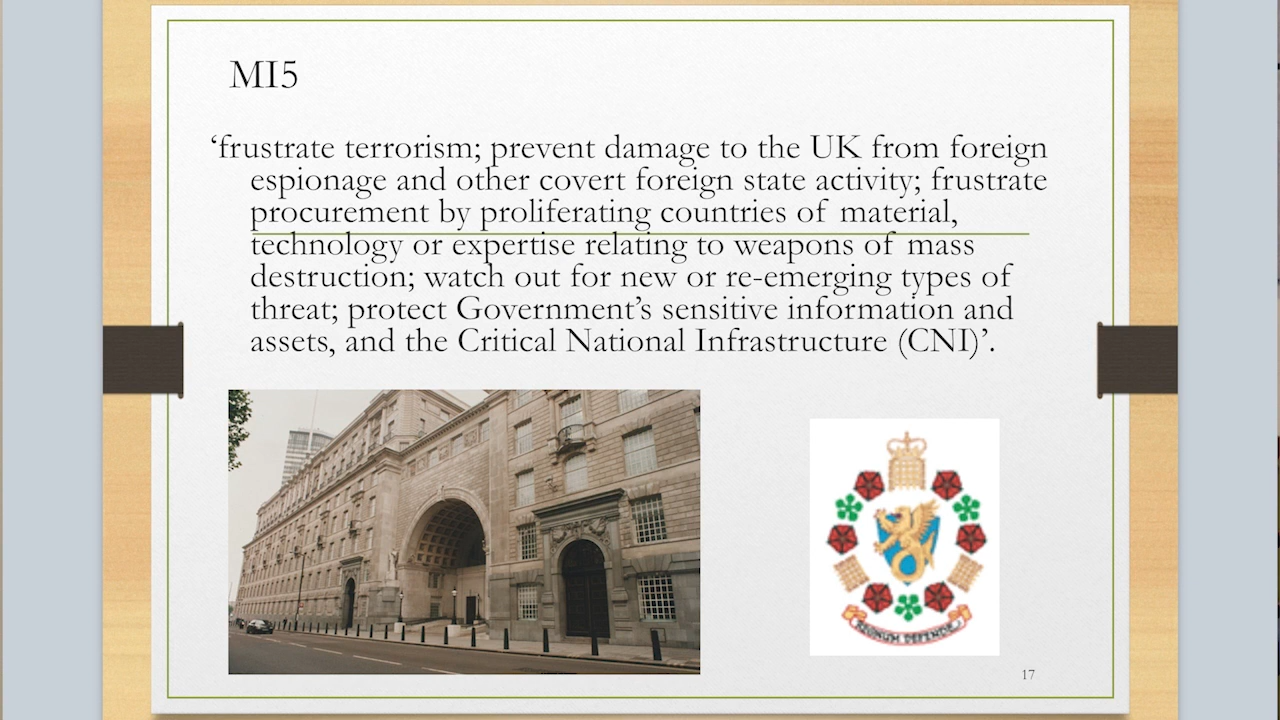 MI5
‘frustrate terrorism; prevent damage to the UK from foreign
espionage and other covert foreign state activity; frustrate
procurement by proliferating countries of material,
technology or expertise relating to weapons of mass
destruction; watch out for new or re-emerging types of
threat; protect Government’s sensitive information and
assets, and the Critical National Infrastructure (CNI)’.
REGNUM DEFENDE
17